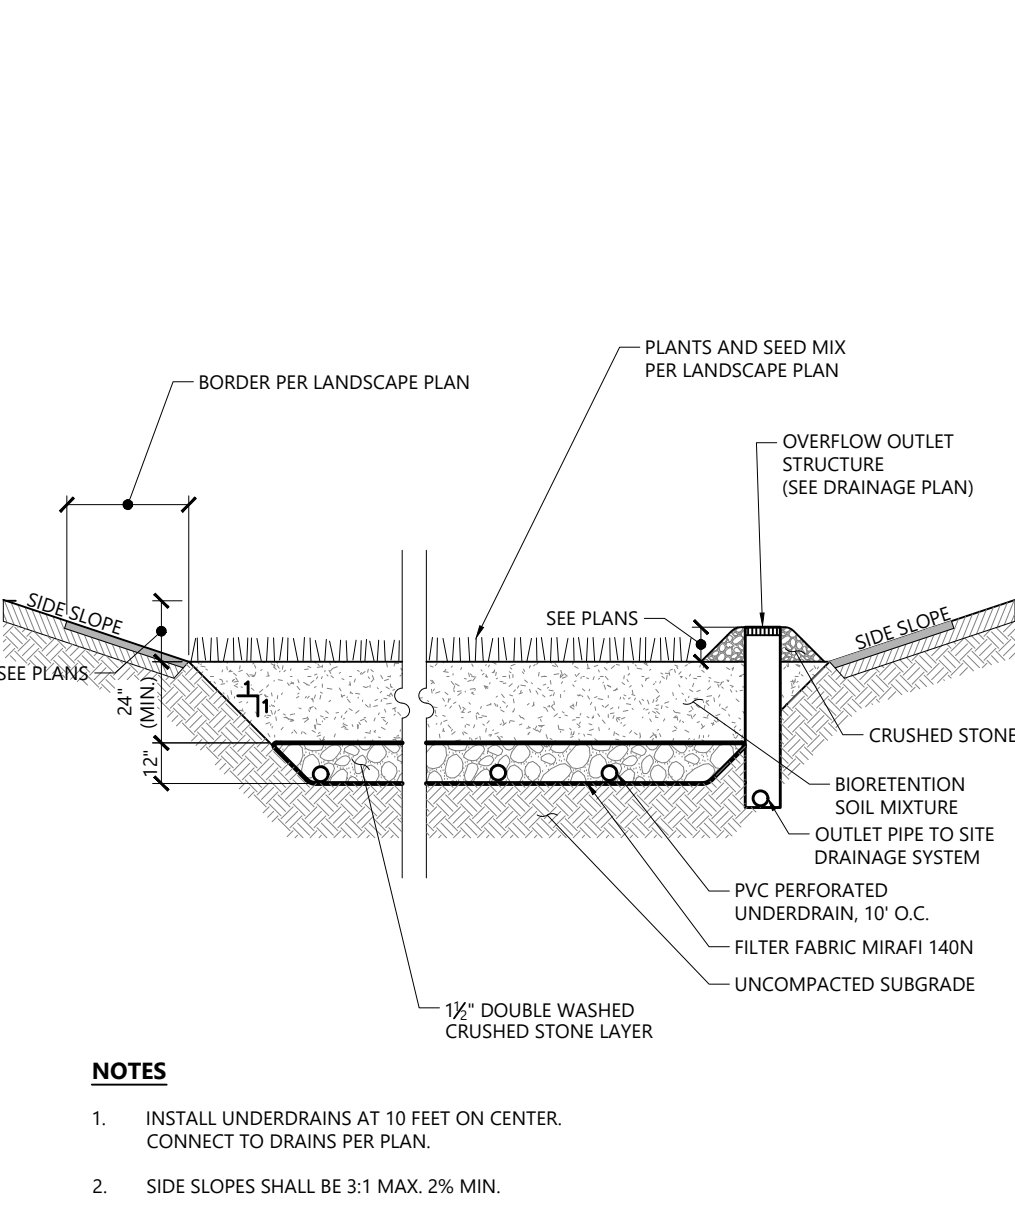 PLANTS AND SEED MIX
PER LANDSCAPE PLAN
BORDER PER LANDSCAPE PLAN
OVERFLOW OUTLET
STRUCTURE
(SEE DRAINAGE PLAN)
SIDE SLOPE
SEE PLANS
SIDE SLOPE
SEE PLANS
24"
(MIN.)
1
1
12"
CRUSHED STONE
BIORETENTION
SOIL MIXTURE
OUTLET PIPE TO SITE
DRAINAGE SYSTEM
PVC PERFORATED
UNDERDRAIN, 10' O.C.
FILTER FABRIC MIRAFI 140N
UNCOMPACTED SUBGRADE
1½" DOUBLE WASHED
CRUSHED STONE LAYER
NOTES
1. INSTALL UNDERDRAINS AT 10 FEET ON CENTER.
CONNECT TO DRAINS PER PLAN.
2. SIDE SLOPES SHALL BE 3:1 MAX. 2% MIN.